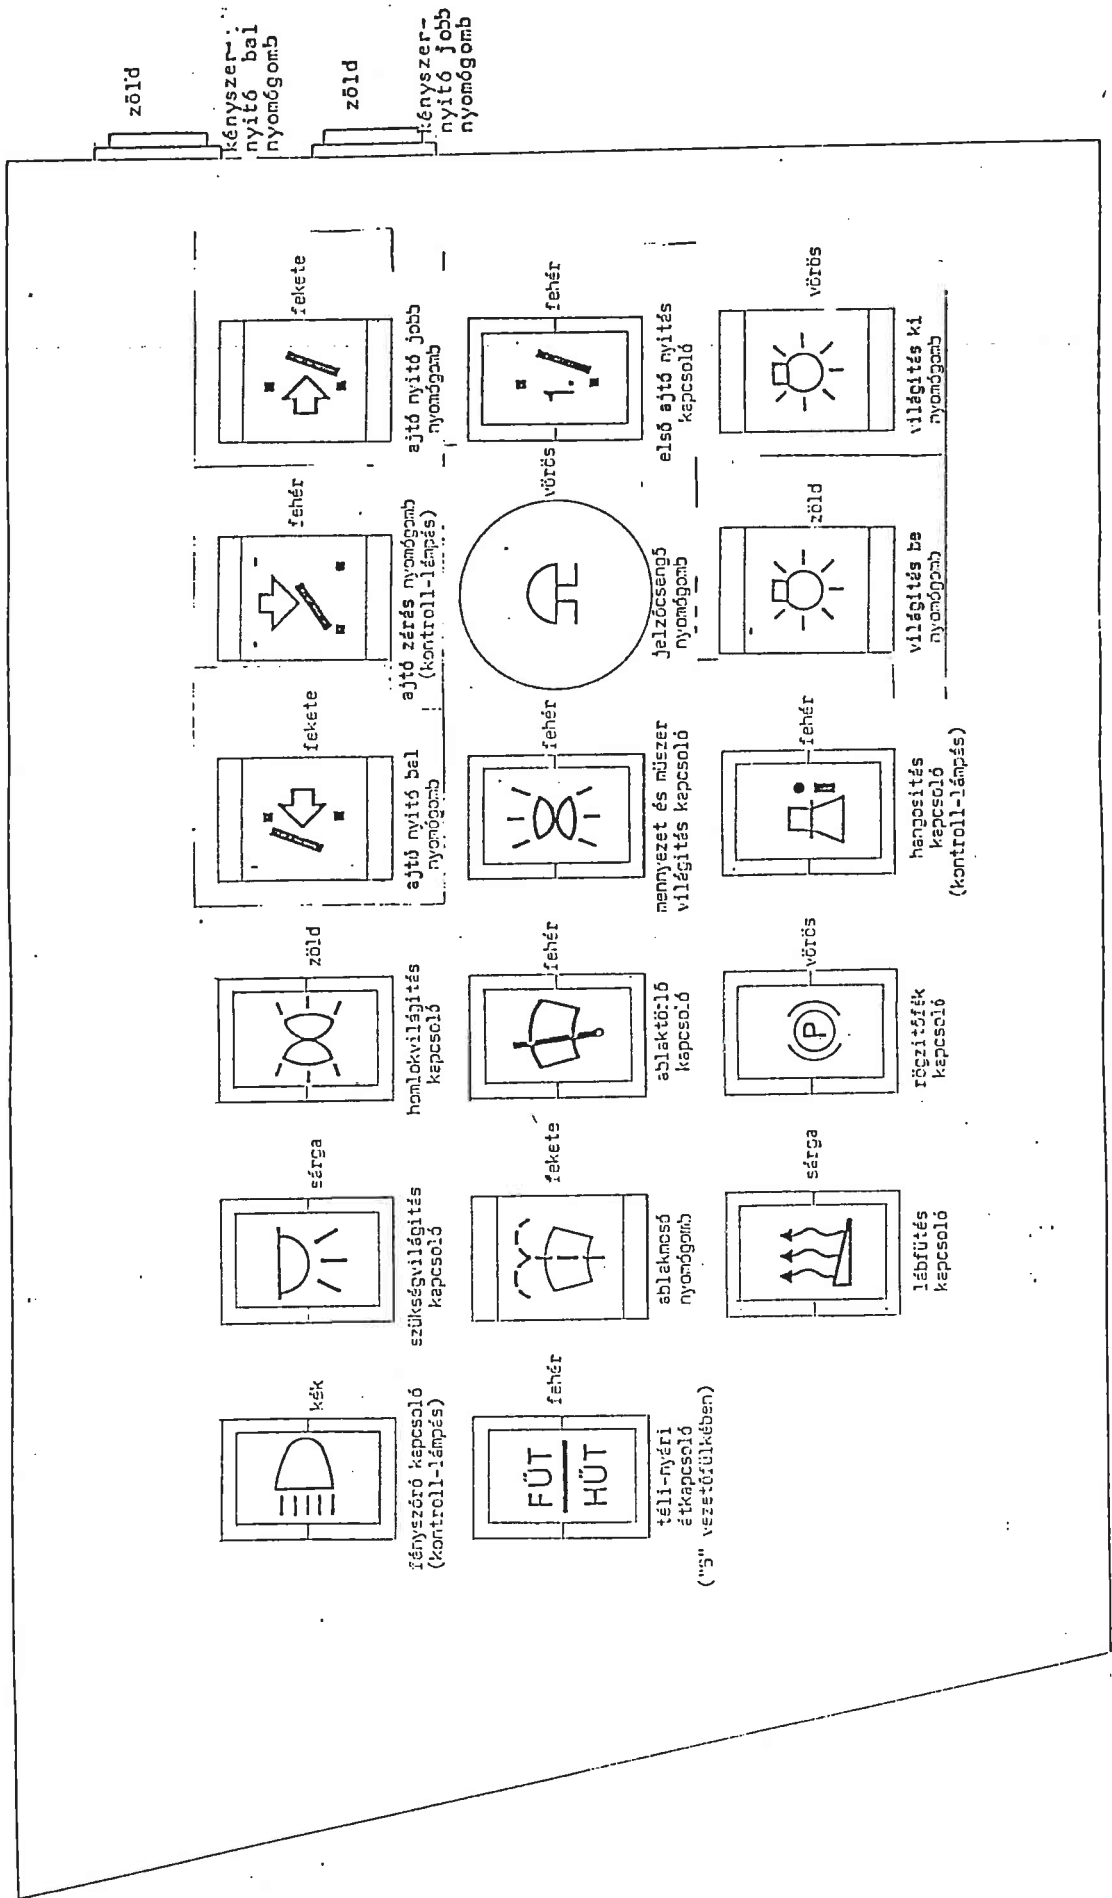 zöld
kényszer-
nyitó bal
nyomógomb
zöld
kényszer-
nyitó jobb
nyomógomb
kék
fényszóró kapcsoló
(kontroll-lámpás)
sárga
szükségvilágítás
kapcsoló
zöld
homlokvilágítás
kapcsoló
fekete
ajtó nyitó bal
nyomógomb
fehér
ajtó zárás nyomógomb
(kontroll-lámpás)
fekete
ajtó nyitó jobb
nyomógomb
FŰT
HŰT
fehér
téli-nyári
átkapcsoló
vezetőfülkében)
fekete
ablakmosó
nyomógomb
fehér
ablaktörlő
kapcsoló
fehér
mennyezet és műszer
világítás kapcsoló
vörös
jelzőcsengő
nyomógomb
1.
fehér
első ajtó nyitás
kapcsoló
sárga
lábfűtés
kapcsoló
P
vörös
rögzítőfék
kapcsoló
fehér
hangosítás
kapcsoló
(kontroll-lámpás)
zöld
világítás be
nyomógomb
vörös
világítás ki
nyomógomb